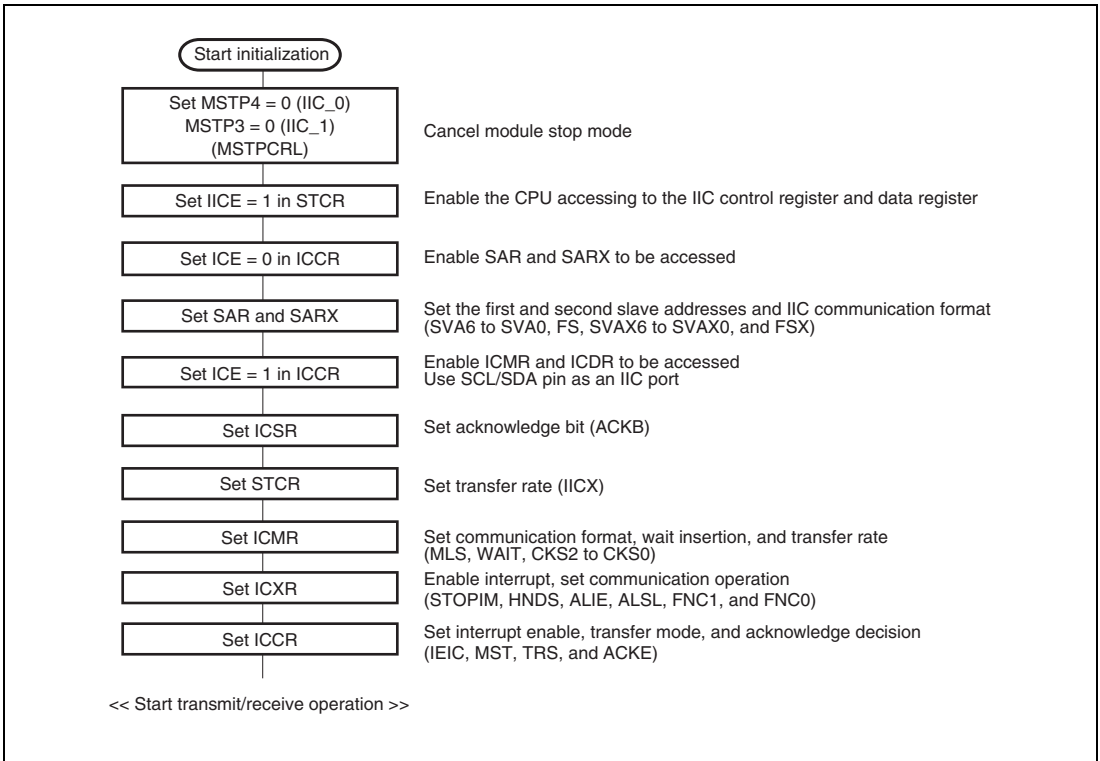 Start initialization
Set MSTP4 = 0 (IIC_0)
MSTP3 = 0 (IIC_1)
(MSTPCRL)
Cancel module stop mode
Set IICE = 1 in STCR
Enable the CPU accessing to the IIC control register and data register
Set ICE = 0 in ICCR
Enable SAR and SARX to be accessed
Set SAR and SARX
Set the first and second slave addresses and IIC communication format
(SVA6 to SVA0, FS, SVAX6 to SVAX0, and FSX)
Set ICE = 1 in ICCR
Enable ICMR and ICDR to be accessed
Use SCL/SDA pin as an IIC port
Set ICSR
Set acknowledge bit (ACKB)
Set STCR
Set transfer rate (IICX)
Set ICMR
Set communication format, wait insertion, and transfer rate
(MLS, WAIT, CKS2 to CKS0)
Set ICXR
Enable interrupt, set communication operation
(STOPIM, HNDS, ALIE, ALSL, FNC1, and FNC0)
Set ICCR
Set interrupt enable, transfer mode, and acknowledge decision
(IEIC, MST, TRS, and ACKE)
<< Start transmit/receive operation >>